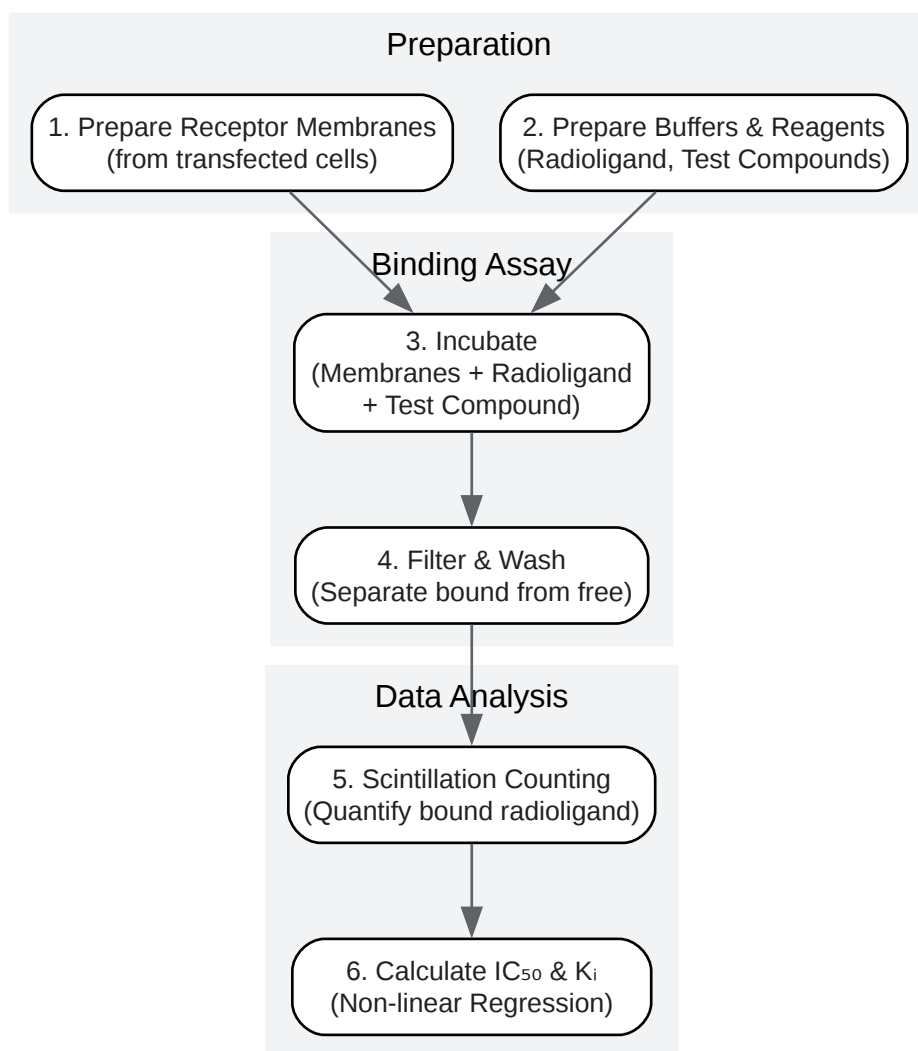 Preparation
1. Prepare Receptor Membranes
(from transfected cells)
2. Prepare Buffers & Reagents
(Radioligand, Test Compounds)
Binding Assay
3. Incubate
(Membranes + Radioligand
+ Test Compound)
4. Filter & Wash
(Separate bound from free)
Data Analysis
5. Scintillation Counting
(Quantify bound radioligand)
6. Calculate IC₅₀ & Kᵢ
(Non-linear Regression)